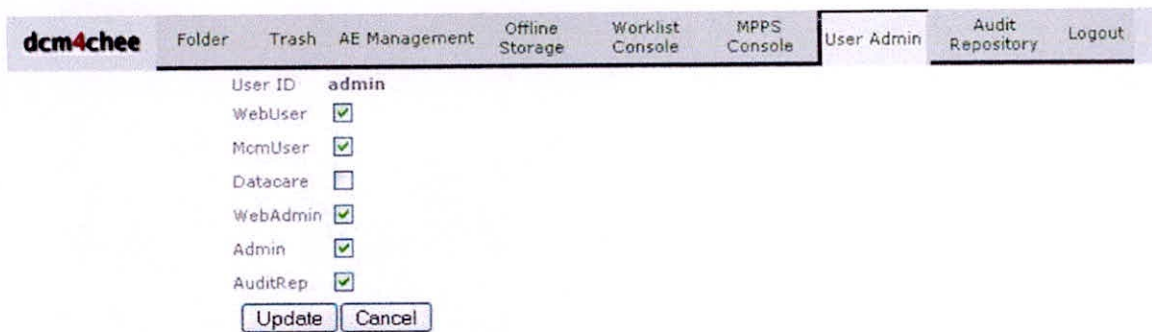 dcm4chee Folder Trash AE Management Offline Storage Worklist Console MPPS Console User Admin Audit Repository Logout
User ID admin
WebUser
McmUser
Datacare
WebAdmin
Admin
AuditRep
Update Cancel